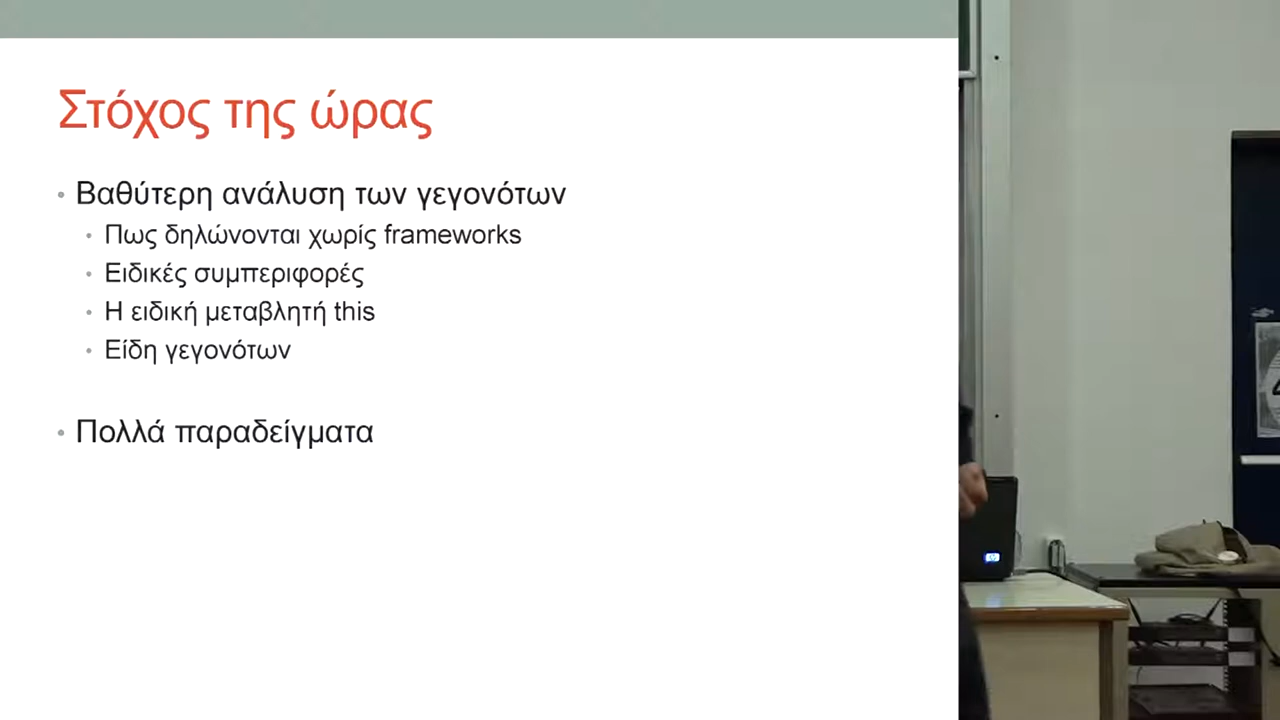 Στόχος της ώρας
• Βαθύτερη ανάλυση των γεγονότων
• Πως δηλώνονται χωρίς frameworks
• Ειδικές συμπεριφορές
• Η ειδική μεταβλητή this
• Είδη γεγονότων
• Πολλά παραδείγματα